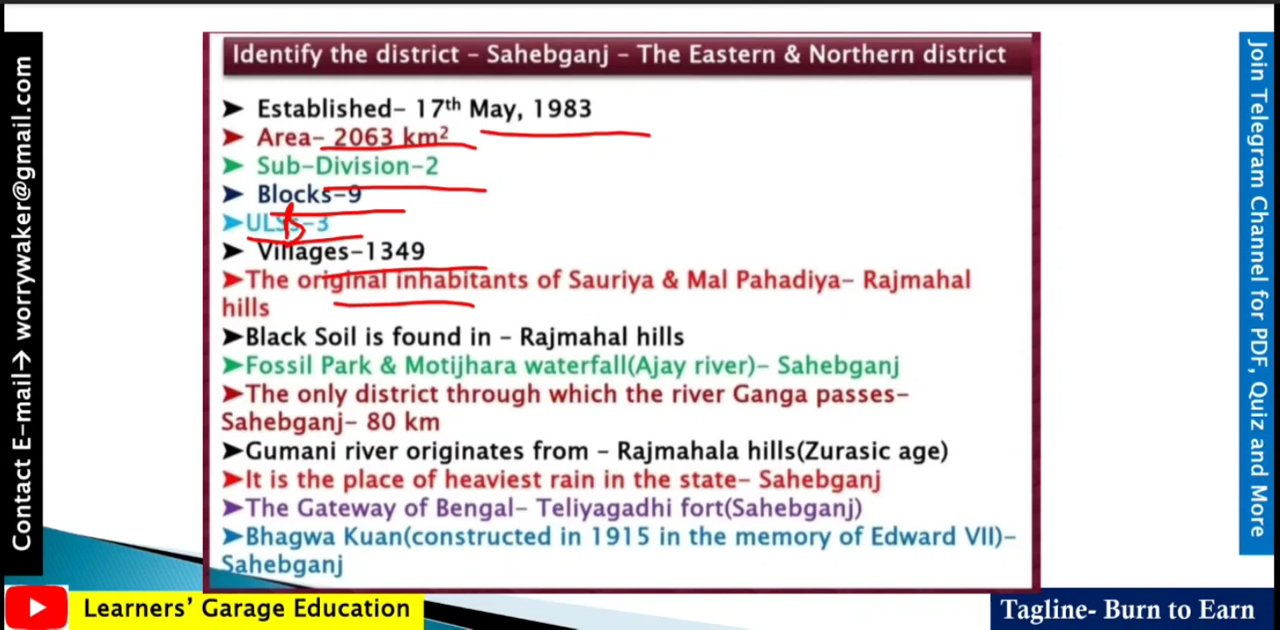 Identify the district – Sahebganj – The Eastern & Northern district
➤ Established– 17th May, 1983
➤ Area– 2063 km²
➤ Sub–Division–2
➤ Blocks–9
➤ULSs–3
➤ Villages–1349
➤The original inhabitants of Sauriya & Mal Pahadiya– Rajmahal
hills
➤Black Soil is found in – Rajmahal hills
➤Fossil Park & Motijhara waterfall(Ajay river)– Sahebganj
➤The only district through which the river Ganga passes–
Sahebganj– 80 km
➤Gumani river originates from – Rajmahala hills(Zurasic age)
➤It is the place of heaviest rain in the state– Sahebganj
➤The Gateway of Bengal– Teliyagadhi fort(Sahebganj)
➤Bhagwa Kuan(constructed in 1915 in the memory of Edward VII)–
Sahebganj
Contact E-mail→ worrywaker@gmail.com
Join Telegram Channel for PDF, Quiz and More
Learners’ Garage Education
Tagline- Burn to Earn